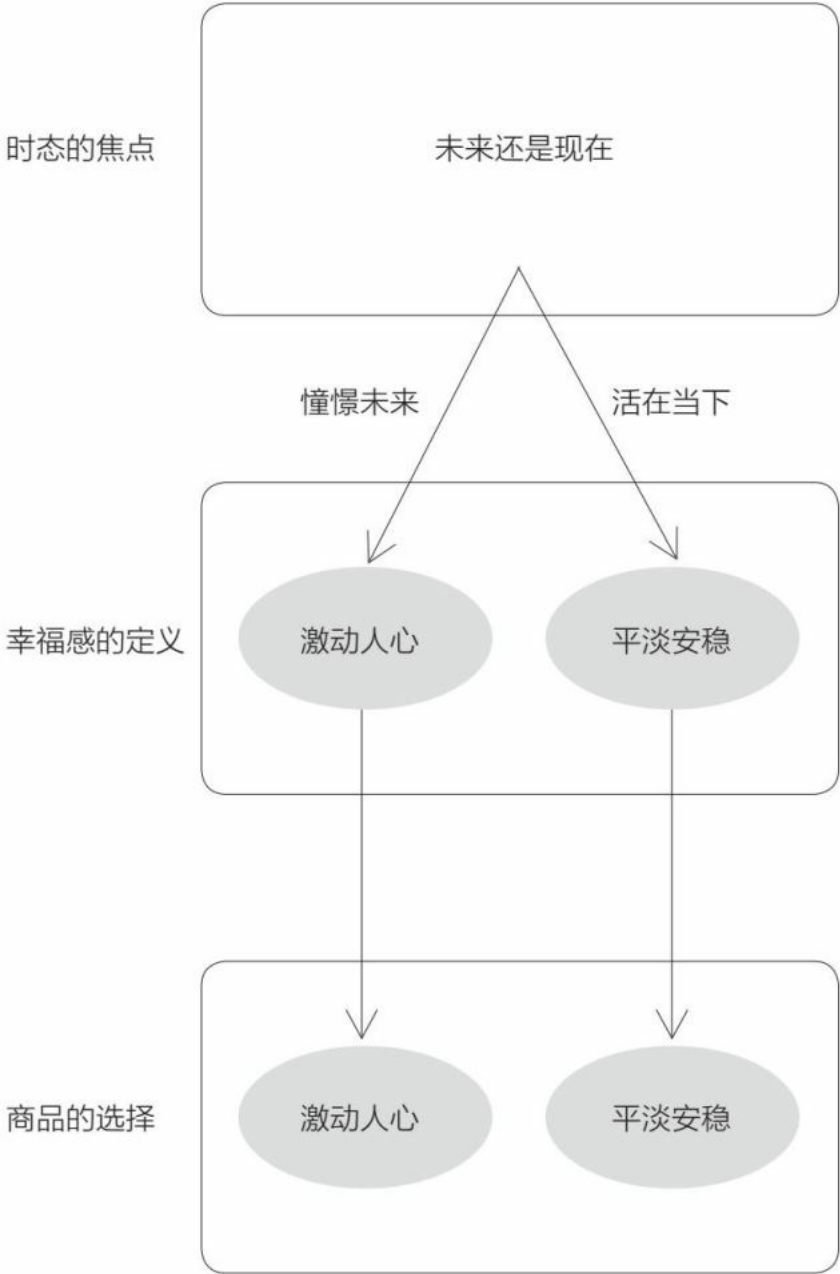 时态的焦点
未来还是现在
憧憬未来
活在当下
幸福感的定义
激动人心
平淡安稳
商品的选择
激动人心
平淡安稳